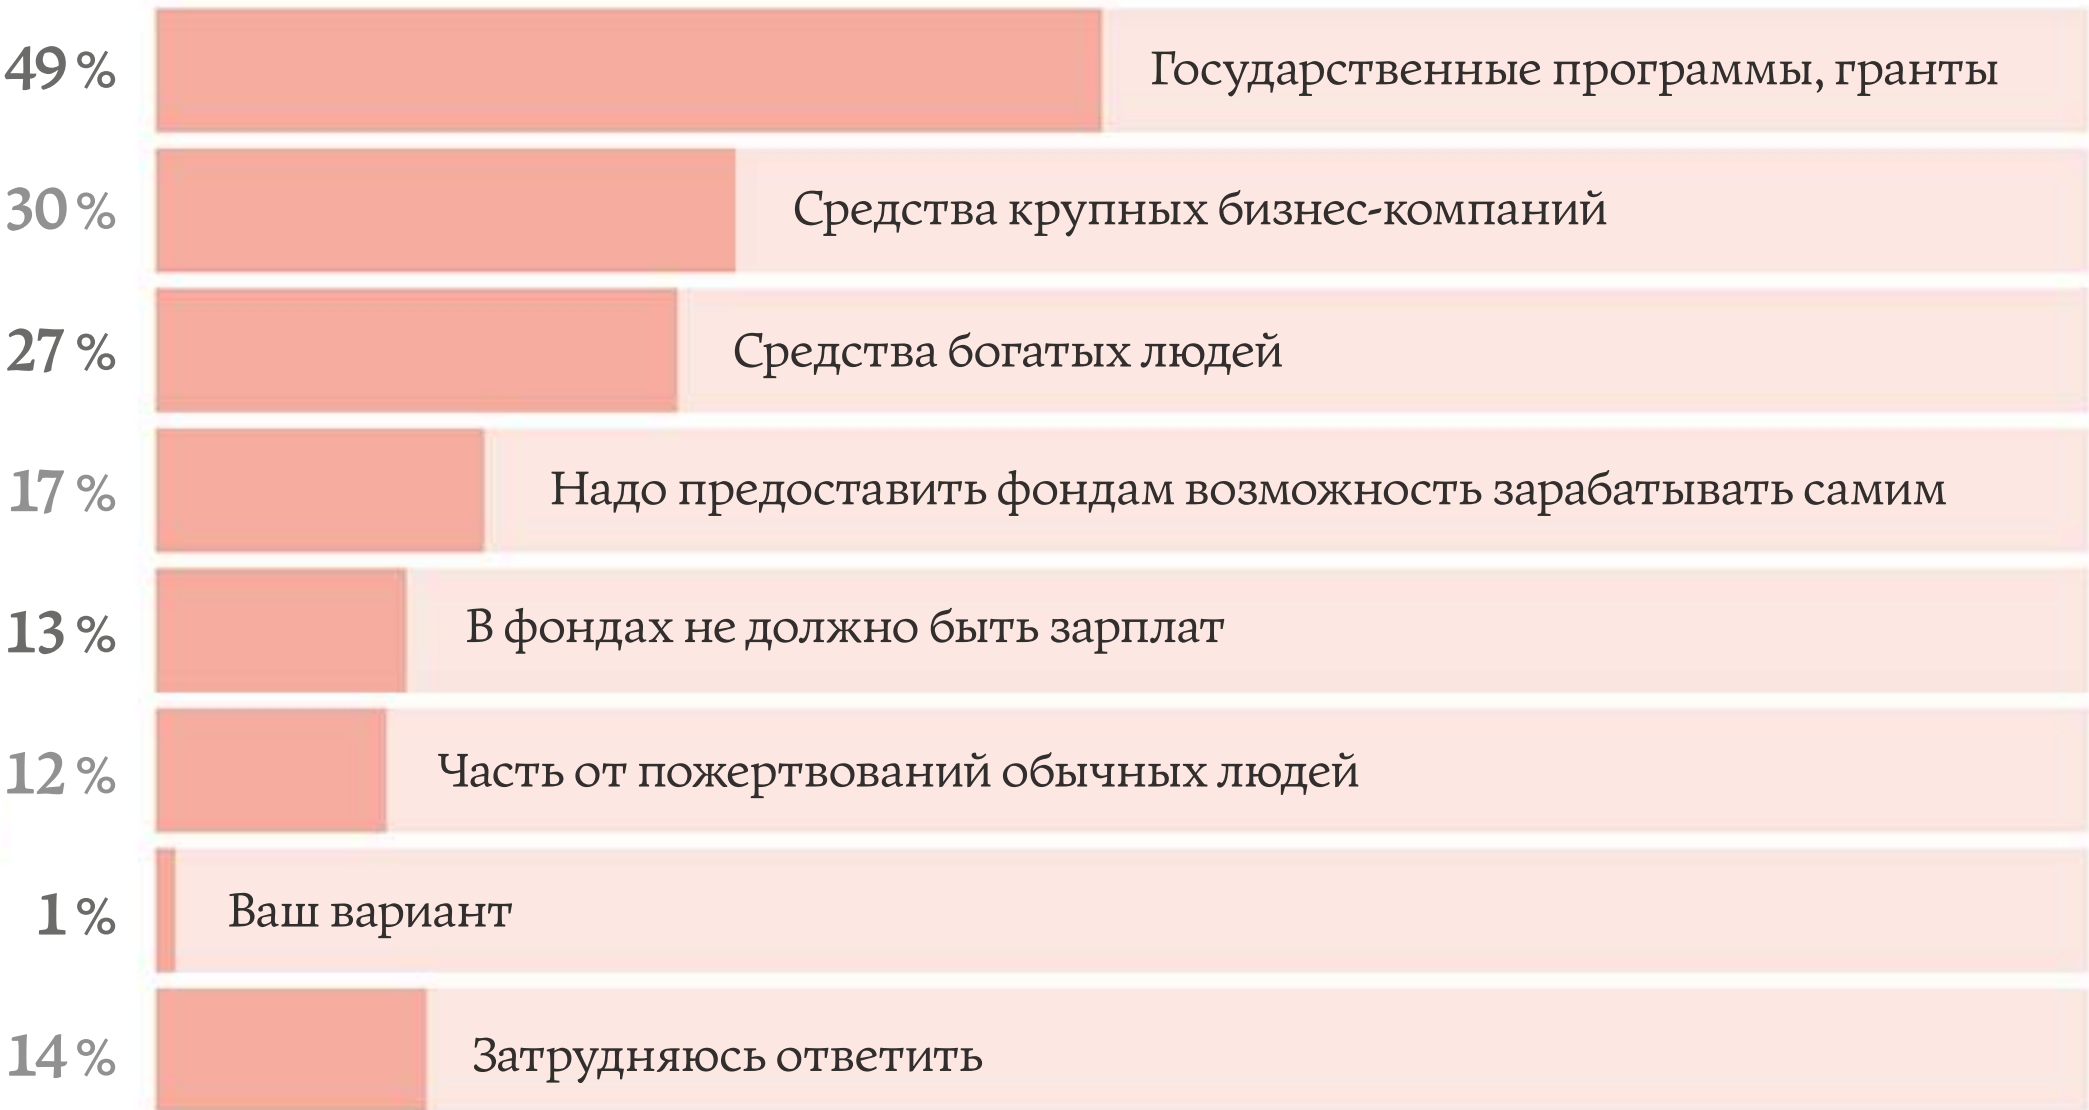 49 % Государственные программы, гранты
30 % Средства крупных бизнес-компаний
27 % Средства богатых людей
17 % Надо предоставить фондам возможность зарабатывать самим
13 % В фондах не должно быть зарплат
12 % Часть от пожертвований обычных людей
1 % Ваш вариант
14 % Затрудняюсь ответить